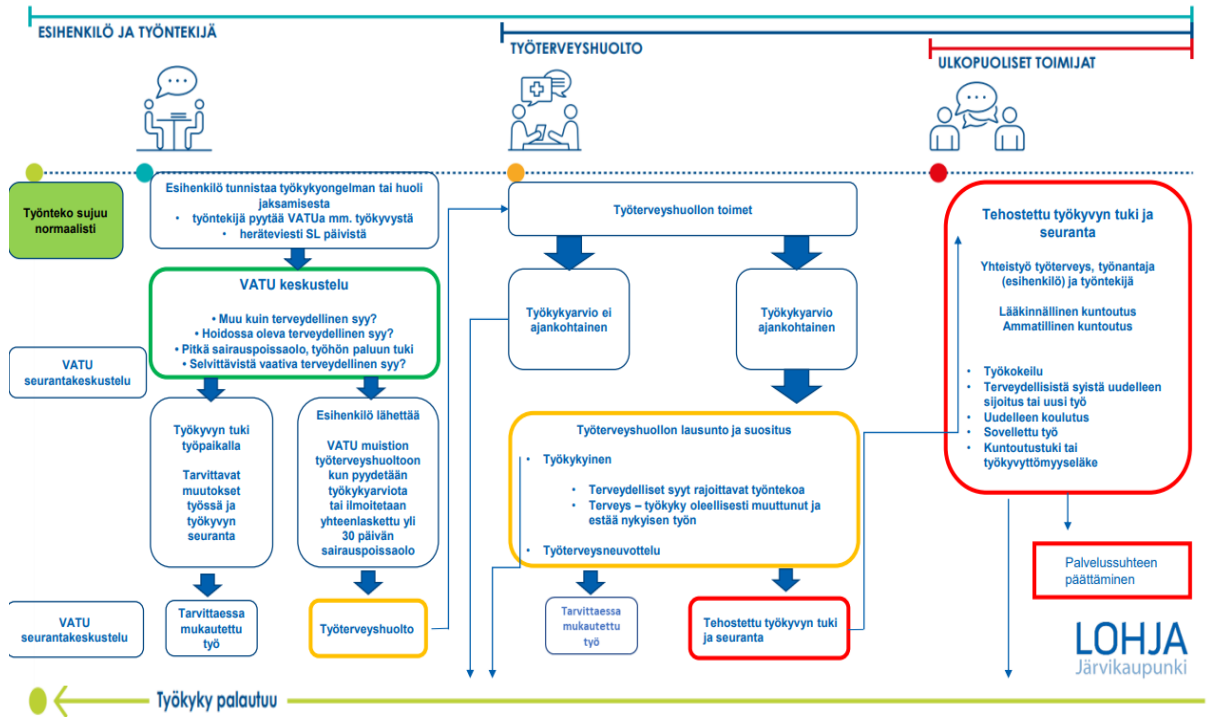 ESIHENKILÖ JA TYÖNTEKIJÄ
TYÖTERVEYSHUOLTO
ULKOPUOLISET TOIMIJAT
Työnteko sujuu
normaalisti
Esihenkilö tunnistaa työkykyongelman tai huoli
jaksamisesta
• työntekijä pyytää VATUa mm. työkyvystä
• heräteviesti SL päivistä
VATU keskustelu
• Muu kuin terveydellinen syy?
• Hoidossa oleva terveydellinen syy?
• Pitkä sairauspoissaolo, työhön paluun tuki
• Selvittävistä vaativa terveydellinen syy?
VATU
seurantakeskustelu
Työkyvyn tuki
työpaikalla
Tarvittavat
muutokset
työssä ja
työkyvyn
seuranta
Esihenkilö lähettää
VATU muistion
työterveyshuoltoon
kun pyydetään
työkykyarviota
tai ilmoitetaan
yhteenlaskettu yli
30 päivän
sairauspoissaolo
VATU
seurantakeskustelu
Tarvittaessa
mukautettu
työ
Työterveyshuolto
Työterveyshuollon toimet
Työkykyarvio ei
ajankohtainen
Työkykyarvio
ajankohtainen
Työterveyshuollon lausunto ja suositus
• Työkykyinen
• Terveydelliset syyt rajoittavat työntekoa
• Terveys – työkyky oleellisesti muuttunut ja
estää nykyisen työn
• Työterveysneuvottelu
Tarvittaessa
mukautettu
työ
Tehostettu työkyvyn tuki
ja seuranta
Tehostettu työkyvyn tuki ja
seuranta
Yhteistyö työterveys, työnantaja
(esihenkilö) ja työntekijä
Lääkinnällinen kuntoutus
Ammatillinen kuntoutus
• Työkokeilu
• Terveydellisistä syistä uudelleen
sijoitus tai uusi työ
• Uudelleen koulutus
• Sovellettu työ
• Kuntoutustuki tai
työkyvyttömyyseläke
Palvelussuhteen
päättäminen
LOHJA
Järvikaupunki
Työkyky palautuu